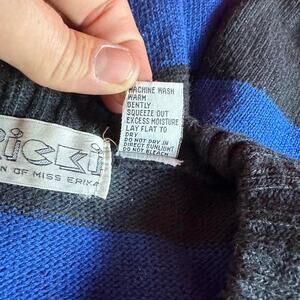 icki
N OF MISS ERIKA
MACHINE WASH
WARM
GENTLY
SQUEEZE OUT
EXCESS MOISTURE
LAY FLAT TO
DRY
DO NOT DRY IN
DIRECT SUNLIGHT
DO NOT BLEACH